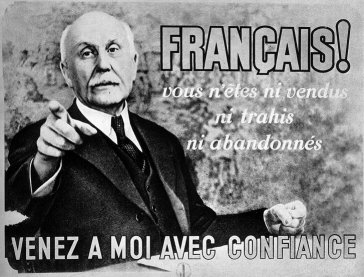 FRANÇAIS!
vous n'êtes ni vendus
ni trahis
ni abandonnés
VENEZ A MOI AVEC CONFIANCE